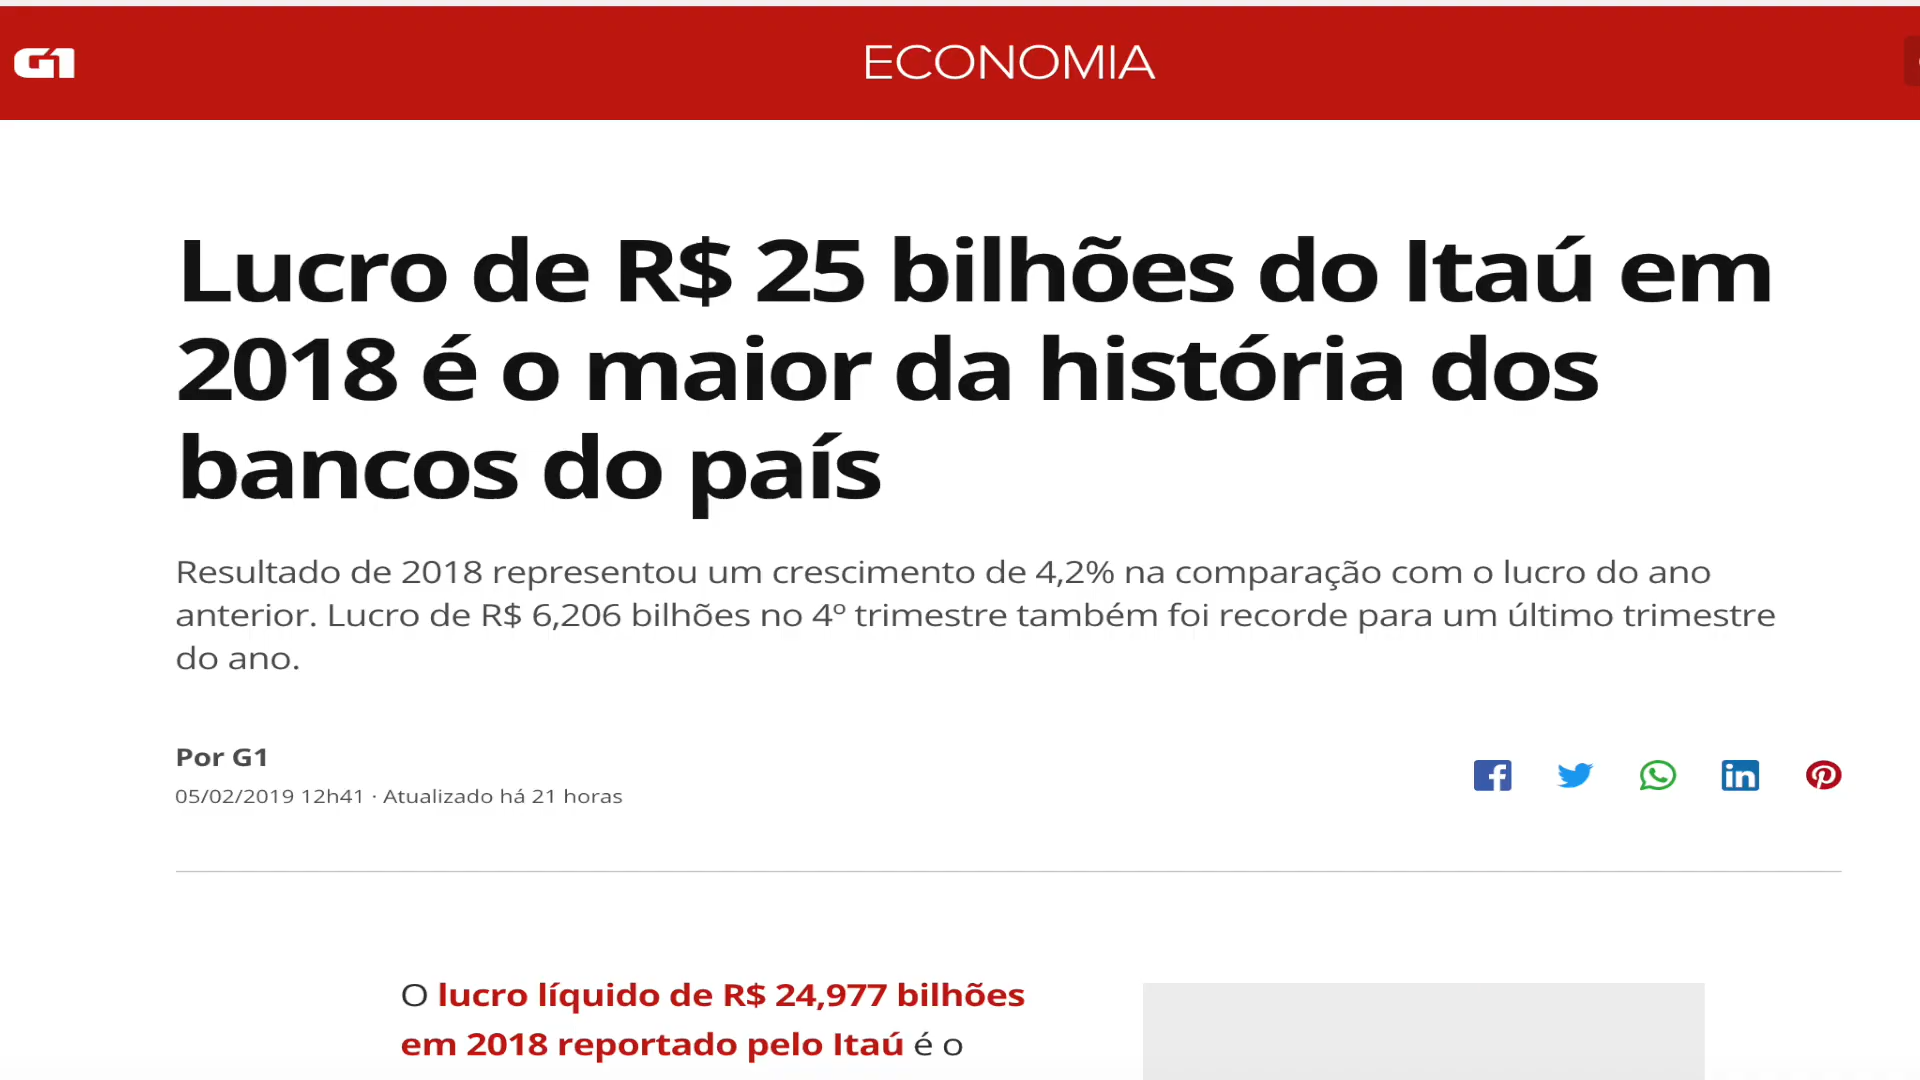 G1
ECONOMIA
Lucro de R$ 25 bilhões do Itaú em
2018 é o maior da história dos
bancos do país
Resultado de 2018 representou um crescimento de 4,2% na comparação com o lucro do ano
anterior. Lucro de R$ 6,206 bilhões no 4º trimestre também foi recorde para um último trimestre
do ano.
Por G1
05/02/2019 12h41 · Atualizado há 21 horas
O lucro líquido de R$ 24,977 bilhões
em 2018 reportado pelo Itaú é o